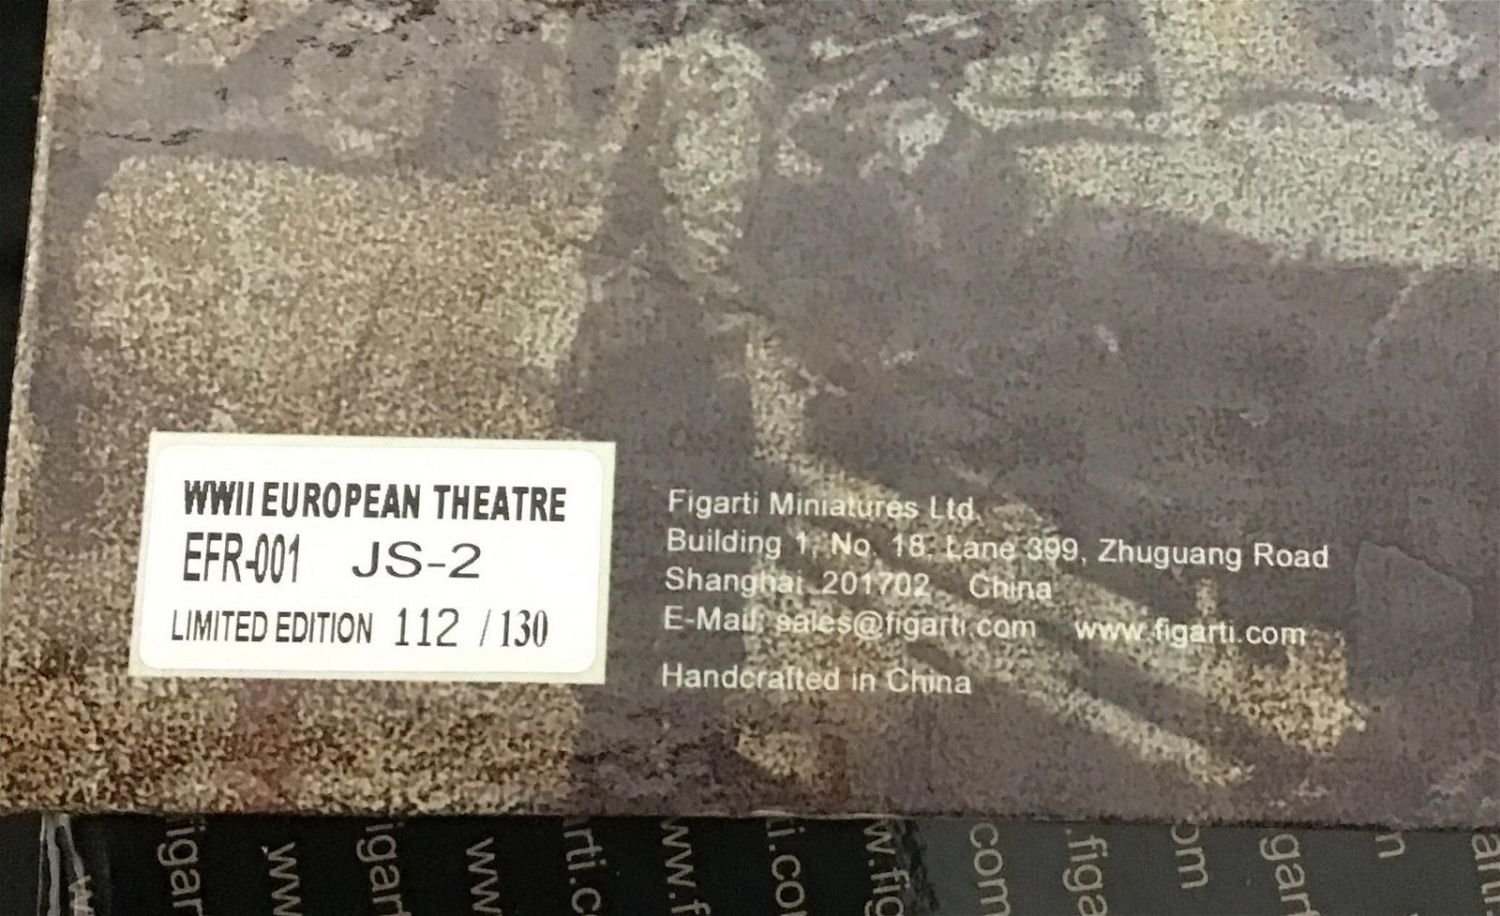 WWII EUROPEAN THEATRE
EFR-001 JS-2
LIMITED EDITION 112 / 130
Figarti Miniatures Ltd.
Building 1, No. 18, Lane 399, Zhuguang Road
Shanghai 201702 China
E-Mail: sales@figarti.com www.figarti.com
Handcrafted in China